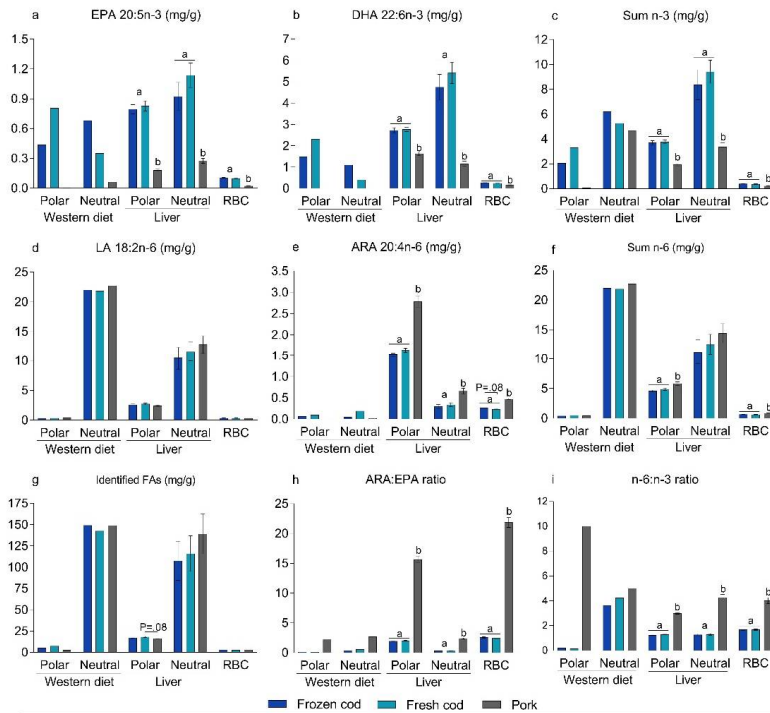 a
EPA 20:5n-3 (mg/g)
1.5
1.2
0.9
0.6
0.3
0.0
a
a
b
b
a
b
Polar Neutral Polar Neutral RBC
Western diet Liver
b
DHA 22:6n-3 (mg/g)
7
6
5
4
3
2
1
0
a
a
b
b
a
b
Polar Neutral Polar Neutral RBC
Western diet Liver
c
Sum n-3 (mg/g)
12
10
8
6
4
2
0
a
a
b
b
a
b
Polar Neutral Polar Neutral RBC
Western diet Liver
d
LA 18:2n-6 (mg/g)
25
20
15
10
5
0
Polar Neutral Polar Neutral RBC
Western diet Liver
e
ARA 20:4n-6 (mg/g)
3.5
3.0
2.5
2.0
1.5
1.0
0.5
0.0
b
a
a
b
P=.08
a
b
Polar Neutral Polar Neutral RBC
Western diet Liver
f
Sum n-6 (mg/g)
25
20
15
10
5
0
a
b
a
b
Polar Neutral Polar Neutral RBC
Western diet Liver
g
Identified FAs (mg/g)
175
150
125
100
75
50
25
0
P=.08
Polar Neutral Polar Neutral RBC
Western diet Liver
h
ARA:EPA ratio
25
20
15
10
5
0
a
b
a
b
a
b
Polar Neutral Polar Neutral RBC
Western diet Liver
i
n-6:n-3 ratio
12
10
8
6
4
2
0
a
b
a
b
a
b
Polar Neutral Polar Neutral RBC
Western diet Liver
Frozen cod Fresh cod Pork